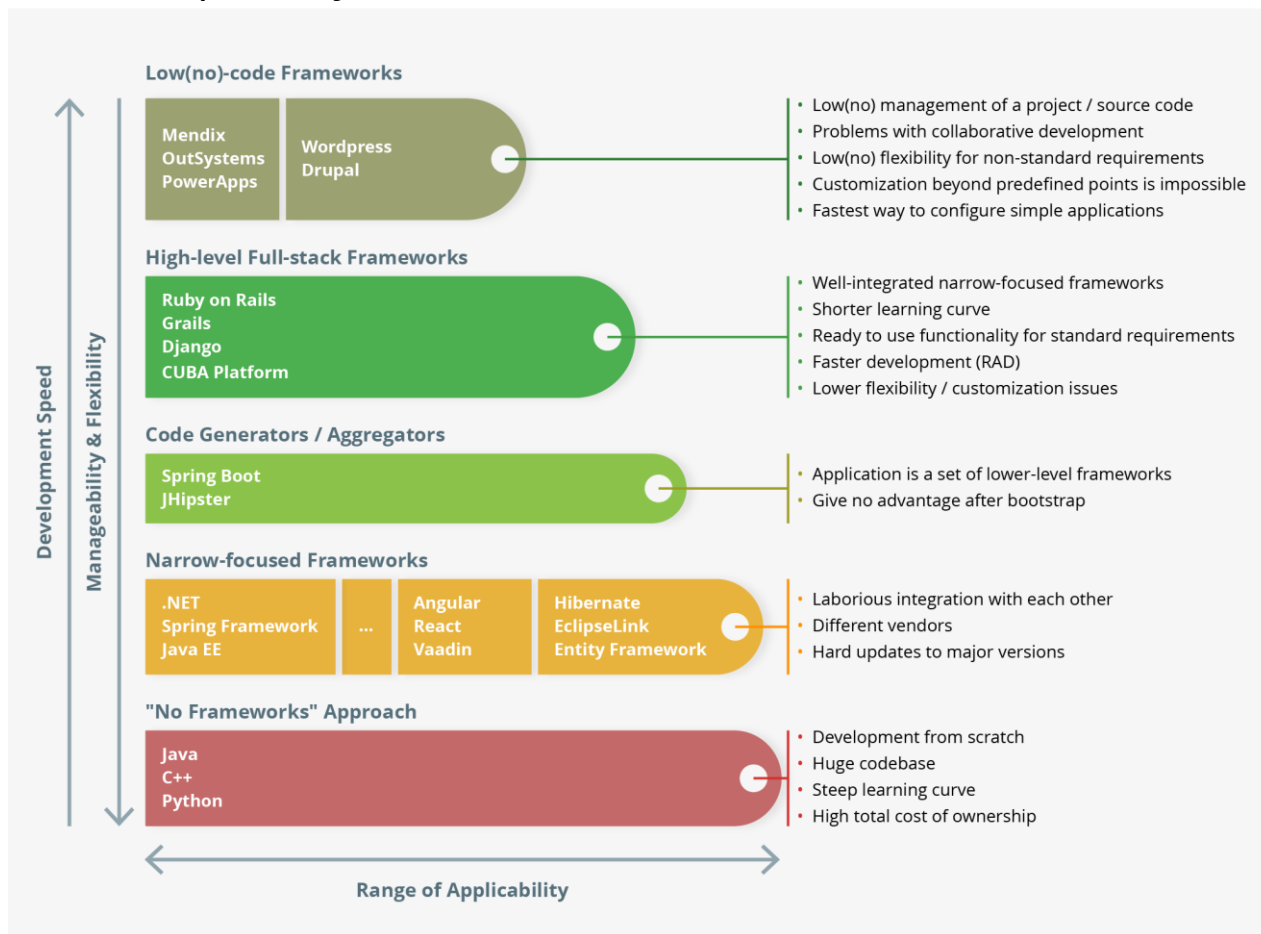 Low(no)-code Frameworks
Mendix
OutSystems
PowerApps
Wordpress
Drupal
• Low(no) management of a project / source code
• Problems with collaborative development
• Low(no) flexibility for non-standard requirements
• Customization beyond predefined points is impossible
• Fastest way to configure simple applications
High-level Full-stack Frameworks
Ruby on Rails
Grails
Django
CUBA Platform
• Well-integrated narrow-focused frameworks
• Shorter learning curve
• Ready to use functionality for standard requirements
• Faster development (RAD)
• Lower flexibility / customization issues
Code Generators / Aggregators
Spring Boot
JHipster
• Application is a set of lower-level frameworks
• Give no advantage after bootstrap
Narrow-focused Frameworks
.NET
Spring Framework
Java EE
...
Angular
React
Vaadin
Hibernate
EclipseLink
Entity Framework
• Laborious integration with each other
• Different vendors
• Hard updates to major versions
"No Frameworks" Approach
Java
C++
Python
• Development from scratch
• Huge codebase
• Steep learning curve
• High total cost of ownership
Development Speed
Manageability & Flexibility
Range of Applicability